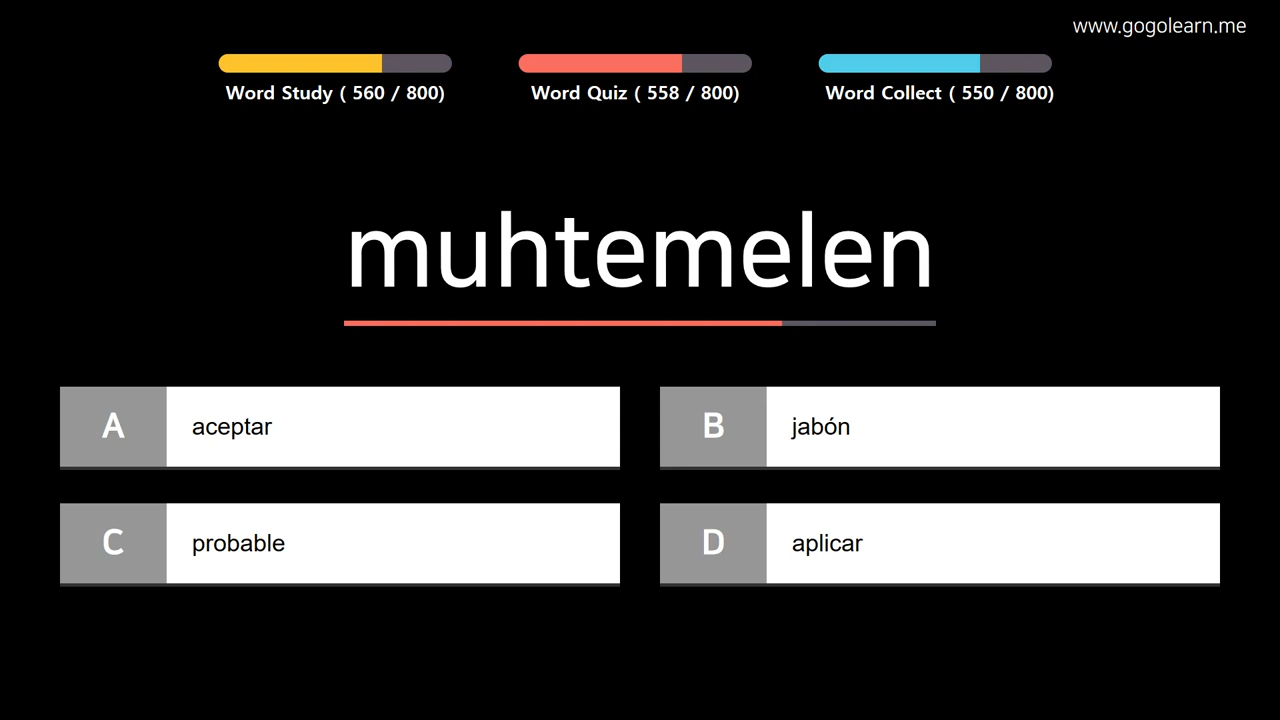 www.gogolearn.me
Word Study ( 560 / 800)
Word Quiz ( 558 / 800)
Word Collect ( 550 / 800)
muhtemelen
A aceptar
B jabón
C probable
D aplicar